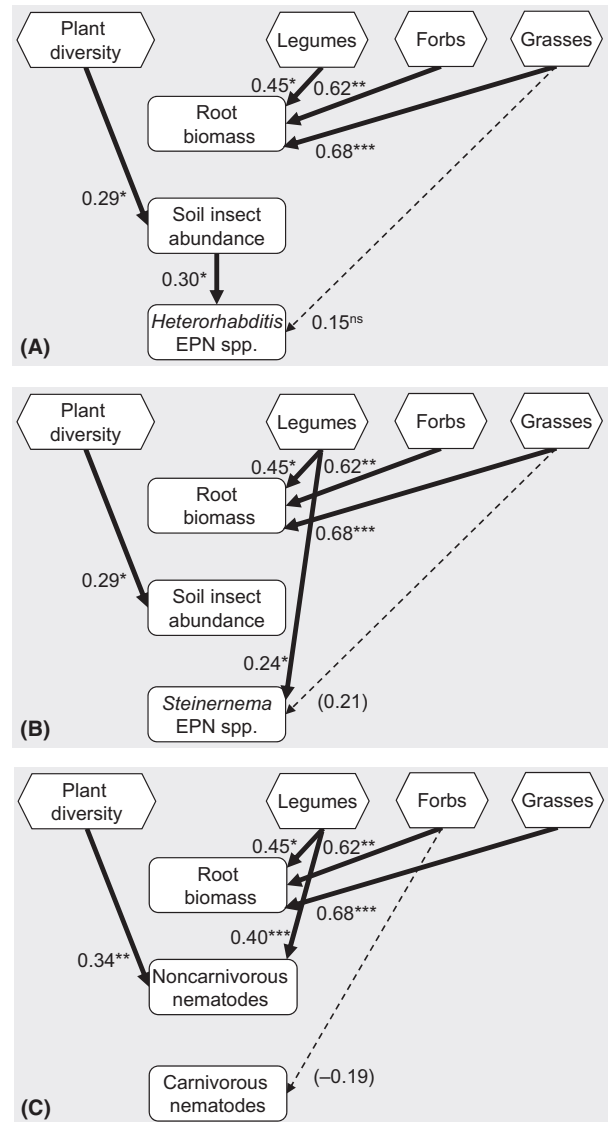 Plant
diversity
Legumes
Forbs
Grasses
0.45*
0.62**
Root
biomass
0.68***
0.29*
Soil insect
abundance
0.30*
Heterorhabditis
EPN spp.
0.15ns
(A)
Plant
diversity
Legumes
Forbs
Grasses
0.45*
0.62**
Root
biomass
0.68***
0.29*
Soil insect
abundance
0.24*
Steinernema
EPN spp.
(0.21)
(B)
Plant
diversity
Legumes
Forbs
Grasses
0.45*
0.62**
Root
biomass
0.68***
0.40***
0.34**
Noncarnivorous
nematodes
(–0.19)
Carnivorous
nematodes
(C)